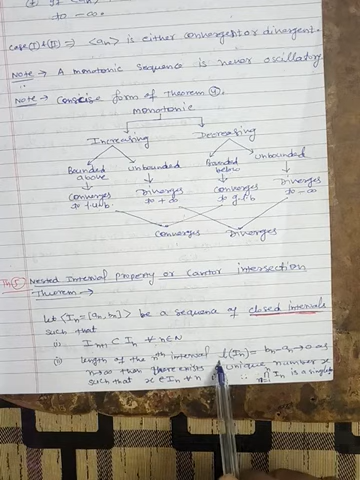 to -∞.
Case (I) & (II) ⇒ <an> is either convergent or divergent.
Note → A monotonic Sequence is never oscillatory
Note → Concise form of Theorem 4.
monotonic
Increasing Decreasing
Bounded above Unbounded Bounded below Unbounded
Converges to l.u.b. Diverges to +∞ Converges to g.l.b Diverges to -∞
Converges Diverges
Th 5 Nested Interval property or Cantor intersection
Theorem →
Let <In = [an, bn]> be a sequence of closed intervals
such that
(i) In+1 ⊂ In ∀ n∈N
(ii) length of the nth interval l(In) = bn-an→0 as
n→∞ then there exists unique number x
such that x∈In ∀ n In is a